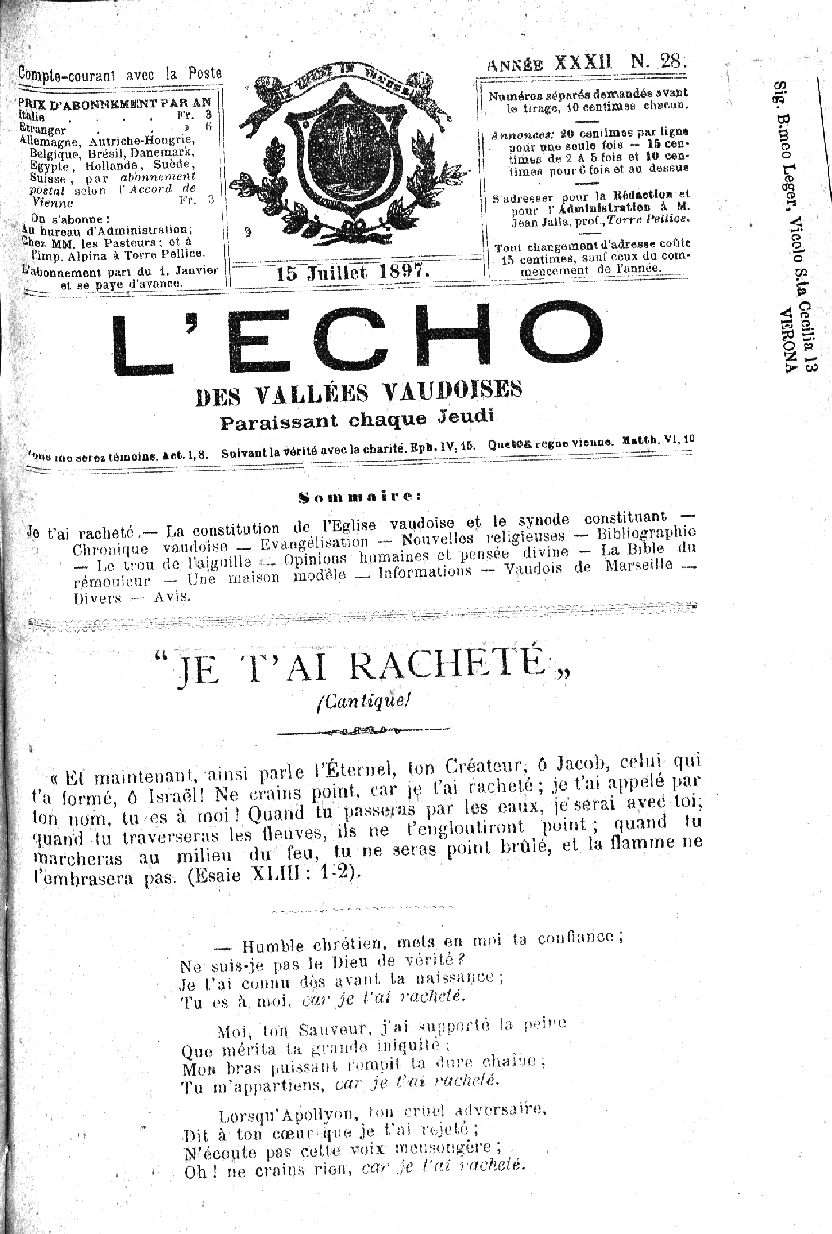 Compte-courant avec la Poste
PRIX D'ABONNEMENT PAR AN
Italie . . . Fr. 3
Etranger . . » 6
Allemagne, Autriche-Hongrie,
Belgique, Brésil, Danemark,
Egypte, Hollande, Suède,
Suisse, par abonnement
postal selon l'Accord de
Vienne Fr. 3
On s'abonne:
Au bureau d'Administration;
Chez MM. les Pasteurs; et à
l'imp. Alpina à Torre Pellice.
L'abonnement part du 1. Janvier
et se paye d'avance.
9
15 Juillet 1897.
ANNÉE XXXII N. 28.
Numéros séparés demandés avant
le tirage, 10 centimes chacun.
Annonces: 20 centimes par ligne
pour une seule fois — 15 cen-
times de 2 à 5 fois et 10 cen-
times pour 6 fois et au dessus
S'adresser pour la Rédaction et
pour l'Administration à M.
Jean Jalla, prof., Torre Pellice.
Tout changement d'adresse coûte
15 centimes, sauf ceux du com-
mencement de l'année.
Sig. B.meo Leger, Vicolo S.ta Cecilia 13
VERONA
L'ECHO
DES VALLÉES VAUDOISES
Paraissant chaque Jeudi
Vous me serez témoins. Act. 1, 8. Suivant la vérité avec la charité. Eph. IV, 15. Que ton règne vienne. Matth. VI, 10
Sommaire:
Je t'ai racheté.— La constitution de l'Eglise vaudoise et le synode constituant —
Chronique vaudoise — Evangélisation — Nouvelles religieuses — Bibliographie
— Le trou de l'aiguille — Opinions humaines et pensée divine — La Bible du
rémouleur — Une maison modèle — Informations — Vaudois de Marseille —
Divers — Avis.
“JE T'AI RACHETÉ„
(Cantique)
« Et maintenant, ainsi parle l'Éternel, ton Créateur, ô Jacob, celui qui
t'a formé, ô Israël! Ne crains point, car je t'ai racheté; je t'ai appelé par
ton nom, tu es à moi! Quand tu passeras par les eaux, je serai avec toi;
quand tu traverseras les fleuves, ils ne t'engloutiront point; quand tu
marcheras au milieu du feu, tu ne seras point brûlé, et la flamme ne
t'embrasera pas. (Esaie XLIII: 1-2).
— Humble chrétien, mets en moi ta confiance;
Ne suis-je pas le Dieu de vérité?
Je t'ai connu dès avant ta naissance;
Tu es à moi, car je t'ai racheté.
Moi, ton Sauveur, j'ai supporté la peine
Que mérita ta grande iniquité;
Mon bras puissant rompit ta dure chaîne;
Tu m'appartiens, car je t'ai racheté.
Lorsqu'Apollyon, ton cruel adversaire,
Dit à ton cœur que je t'ai rejeté;
N'écoute pas cette voix mensongère;
Oh! ne crains rien, car je t'ai racheté.